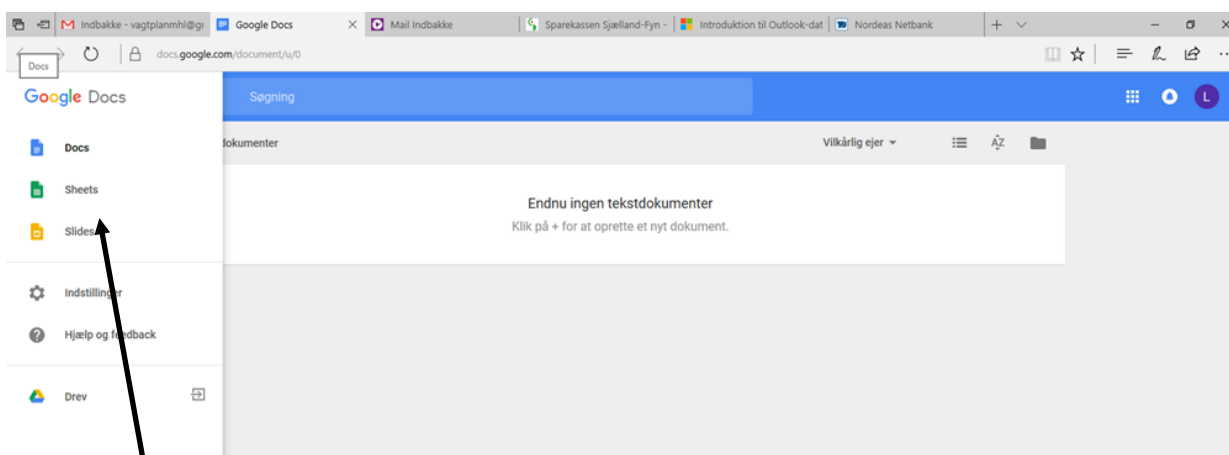 Indbakke - vagtplanmhl@gr
Google Docs
Mail Indbakke
Sparekassen Sjælland-Fyn -
Introduktion til Outlook-dat
Nordeas Netbank
Docs
docs.google.com/document/u/0
Google Docs
Søgning
L
Docs
dokumenter
Vilkårlig ejer
AZ
Sheets
Endnu ingen tekstdokumenter
Slides
Klik på + for at oprette et nyt dokument.
Indstillinger
Hjælp og feedback
Drev